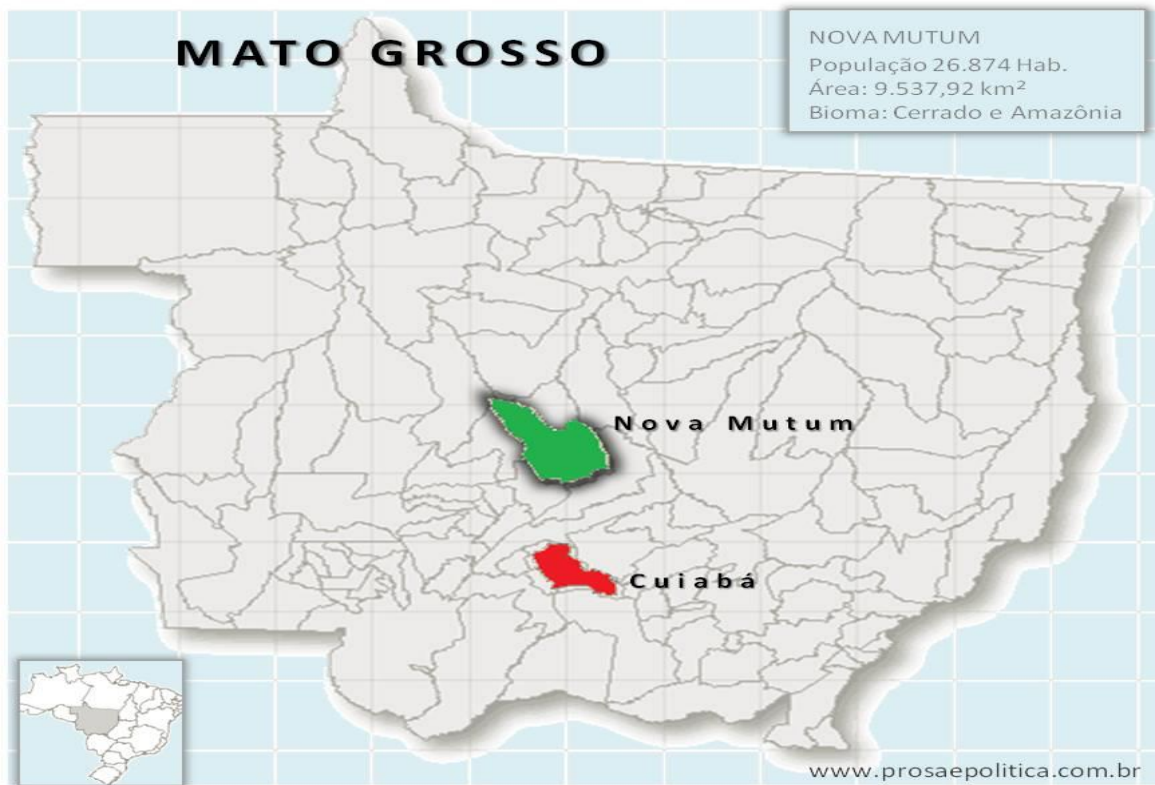 MATO GROSSO
NOVA MUTUM
População 26.874 Hab.
Área: 9.537,92 km²
Bioma: Cerrado e Amazônia
Nova Mutum
Cuiabá
www.prosaepolitica.com.br